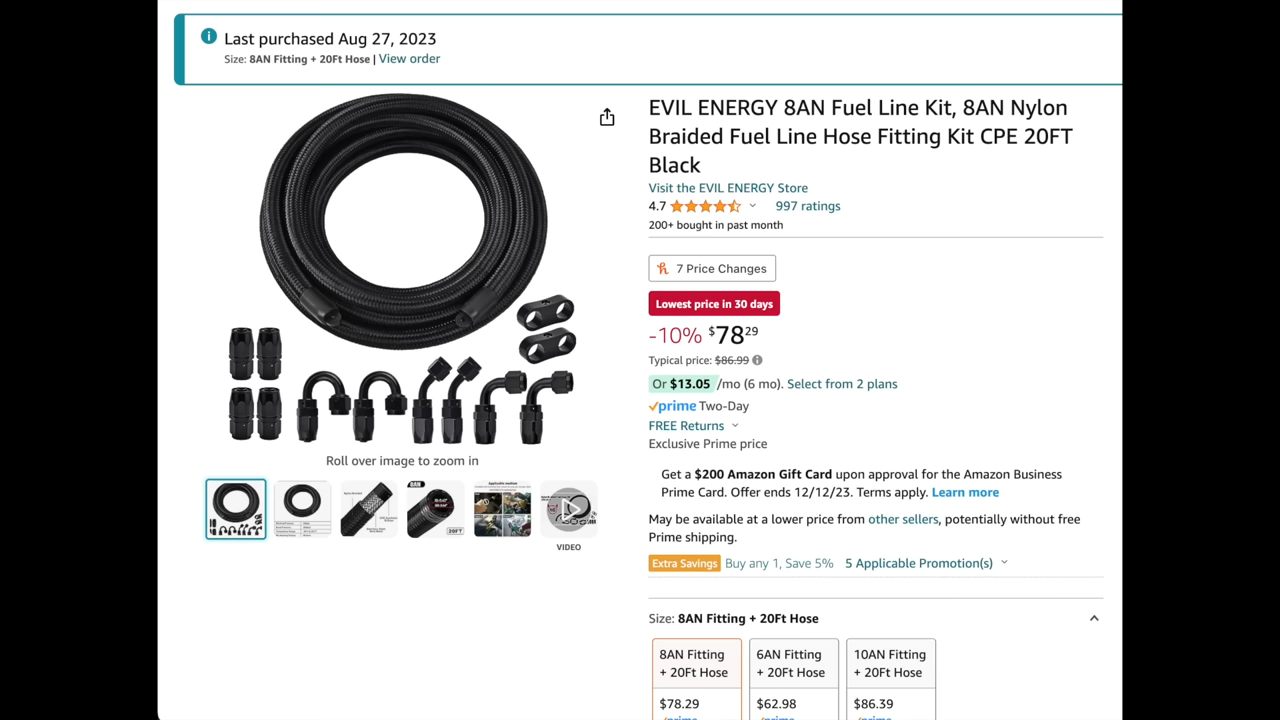 Last purchased Aug 27, 2023
Size: 8AN Fitting + 20Ft Hose | View order
EVIL ENERGY 8AN Fuel Line Kit, 8AN Nylon
Braided Fuel Line Hose Fitting Kit CPE 20FT
Black
Visit the EVIL ENERGY Store
4.7 997 ratings
200+ bought in past month
7 Price Changes
Lowest price in 30 days
-10% $78 29
Typical price: $86.99
Or $13.05 /mo (6 mo). Select from 2 plans
prime Two-Day
FREE Returns
Exclusive Prime price
Get a $200 Amazon Gift Card upon approval for the Amazon Business
Prime Card. Offer ends 12/12/23. Terms apply. Learn more
May be available at a lower price from other sellers, potentially without free
Prime shipping.
Extra Savings Buy any 1, Save 5% 5 Applicable Promotion(s)
Size: 8AN Fitting + 20Ft Hose
8AN Fitting
+ 20Ft Hose
$78.29
prime
6AN Fitting
+ 20Ft Hose
$62.98
prime
10AN Fitting
+ 20Ft Hose
$86.39
prime
Roll over image to zoom in
8AN
20FT
Applicable medium
VIDEO